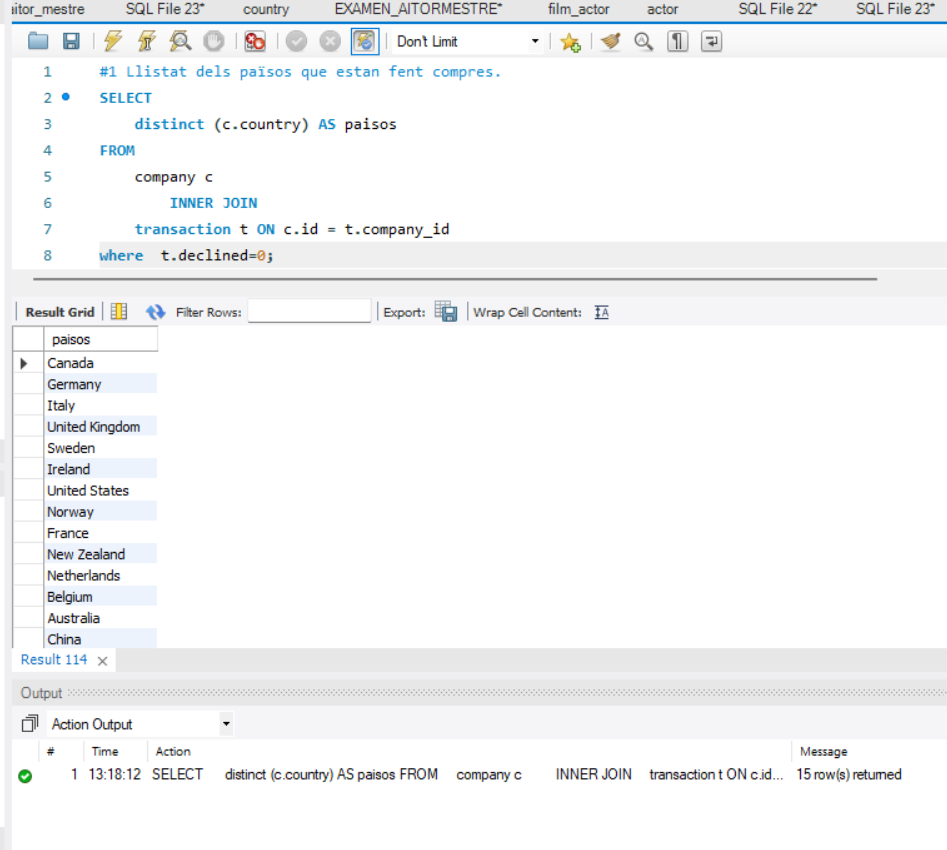 itor_mestre SQL File 23* country EXAMEN_AITORMESTRE* film_actor actor SQL File 22* SQL File 23*
Don't Limit
1 #1 Llistat dels països que estan fent compres.
2 SELECT
3 distinct (c.country) AS paisos
4 FROM
5 company c
6 INNER JOIN
7 transaction t ON c.id = t.company_id
8 where t.declined=0;
Result Grid Filter Rows: Export: Wrap Cell Content: IA
paisos
Canada
Germany
Italy
United Kingdom
Sweden
Ireland
United States
Norway
France
New Zealand
Netherlands
Belgium
Australia
China
Result 114
Output
Action Output
# Time Action Message
1 13:18:12 SELECT distinct (c.country) AS paisos FROM company c INNER JOIN transaction t ON c.id... 15 row(s) returned